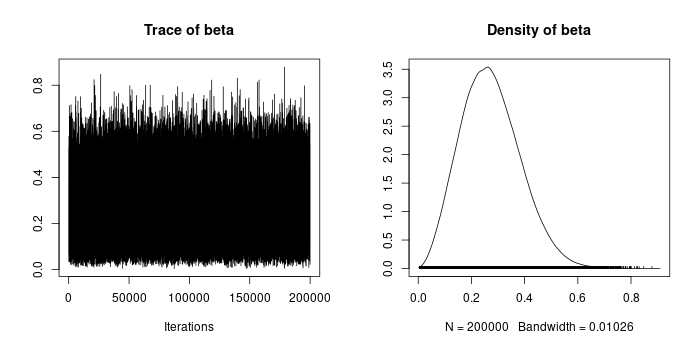 Trace of beta
0.8
0.6
0.4
0.2
0.0
0 50000 100000 150000 200000
Iterations
Density of beta
3.5
3.0
2.5
2.0
1.5
1.0
0.5
0.0
0.0 0.2 0.4 0.6 0.8
N = 200000 Bandwidth = 0.01026